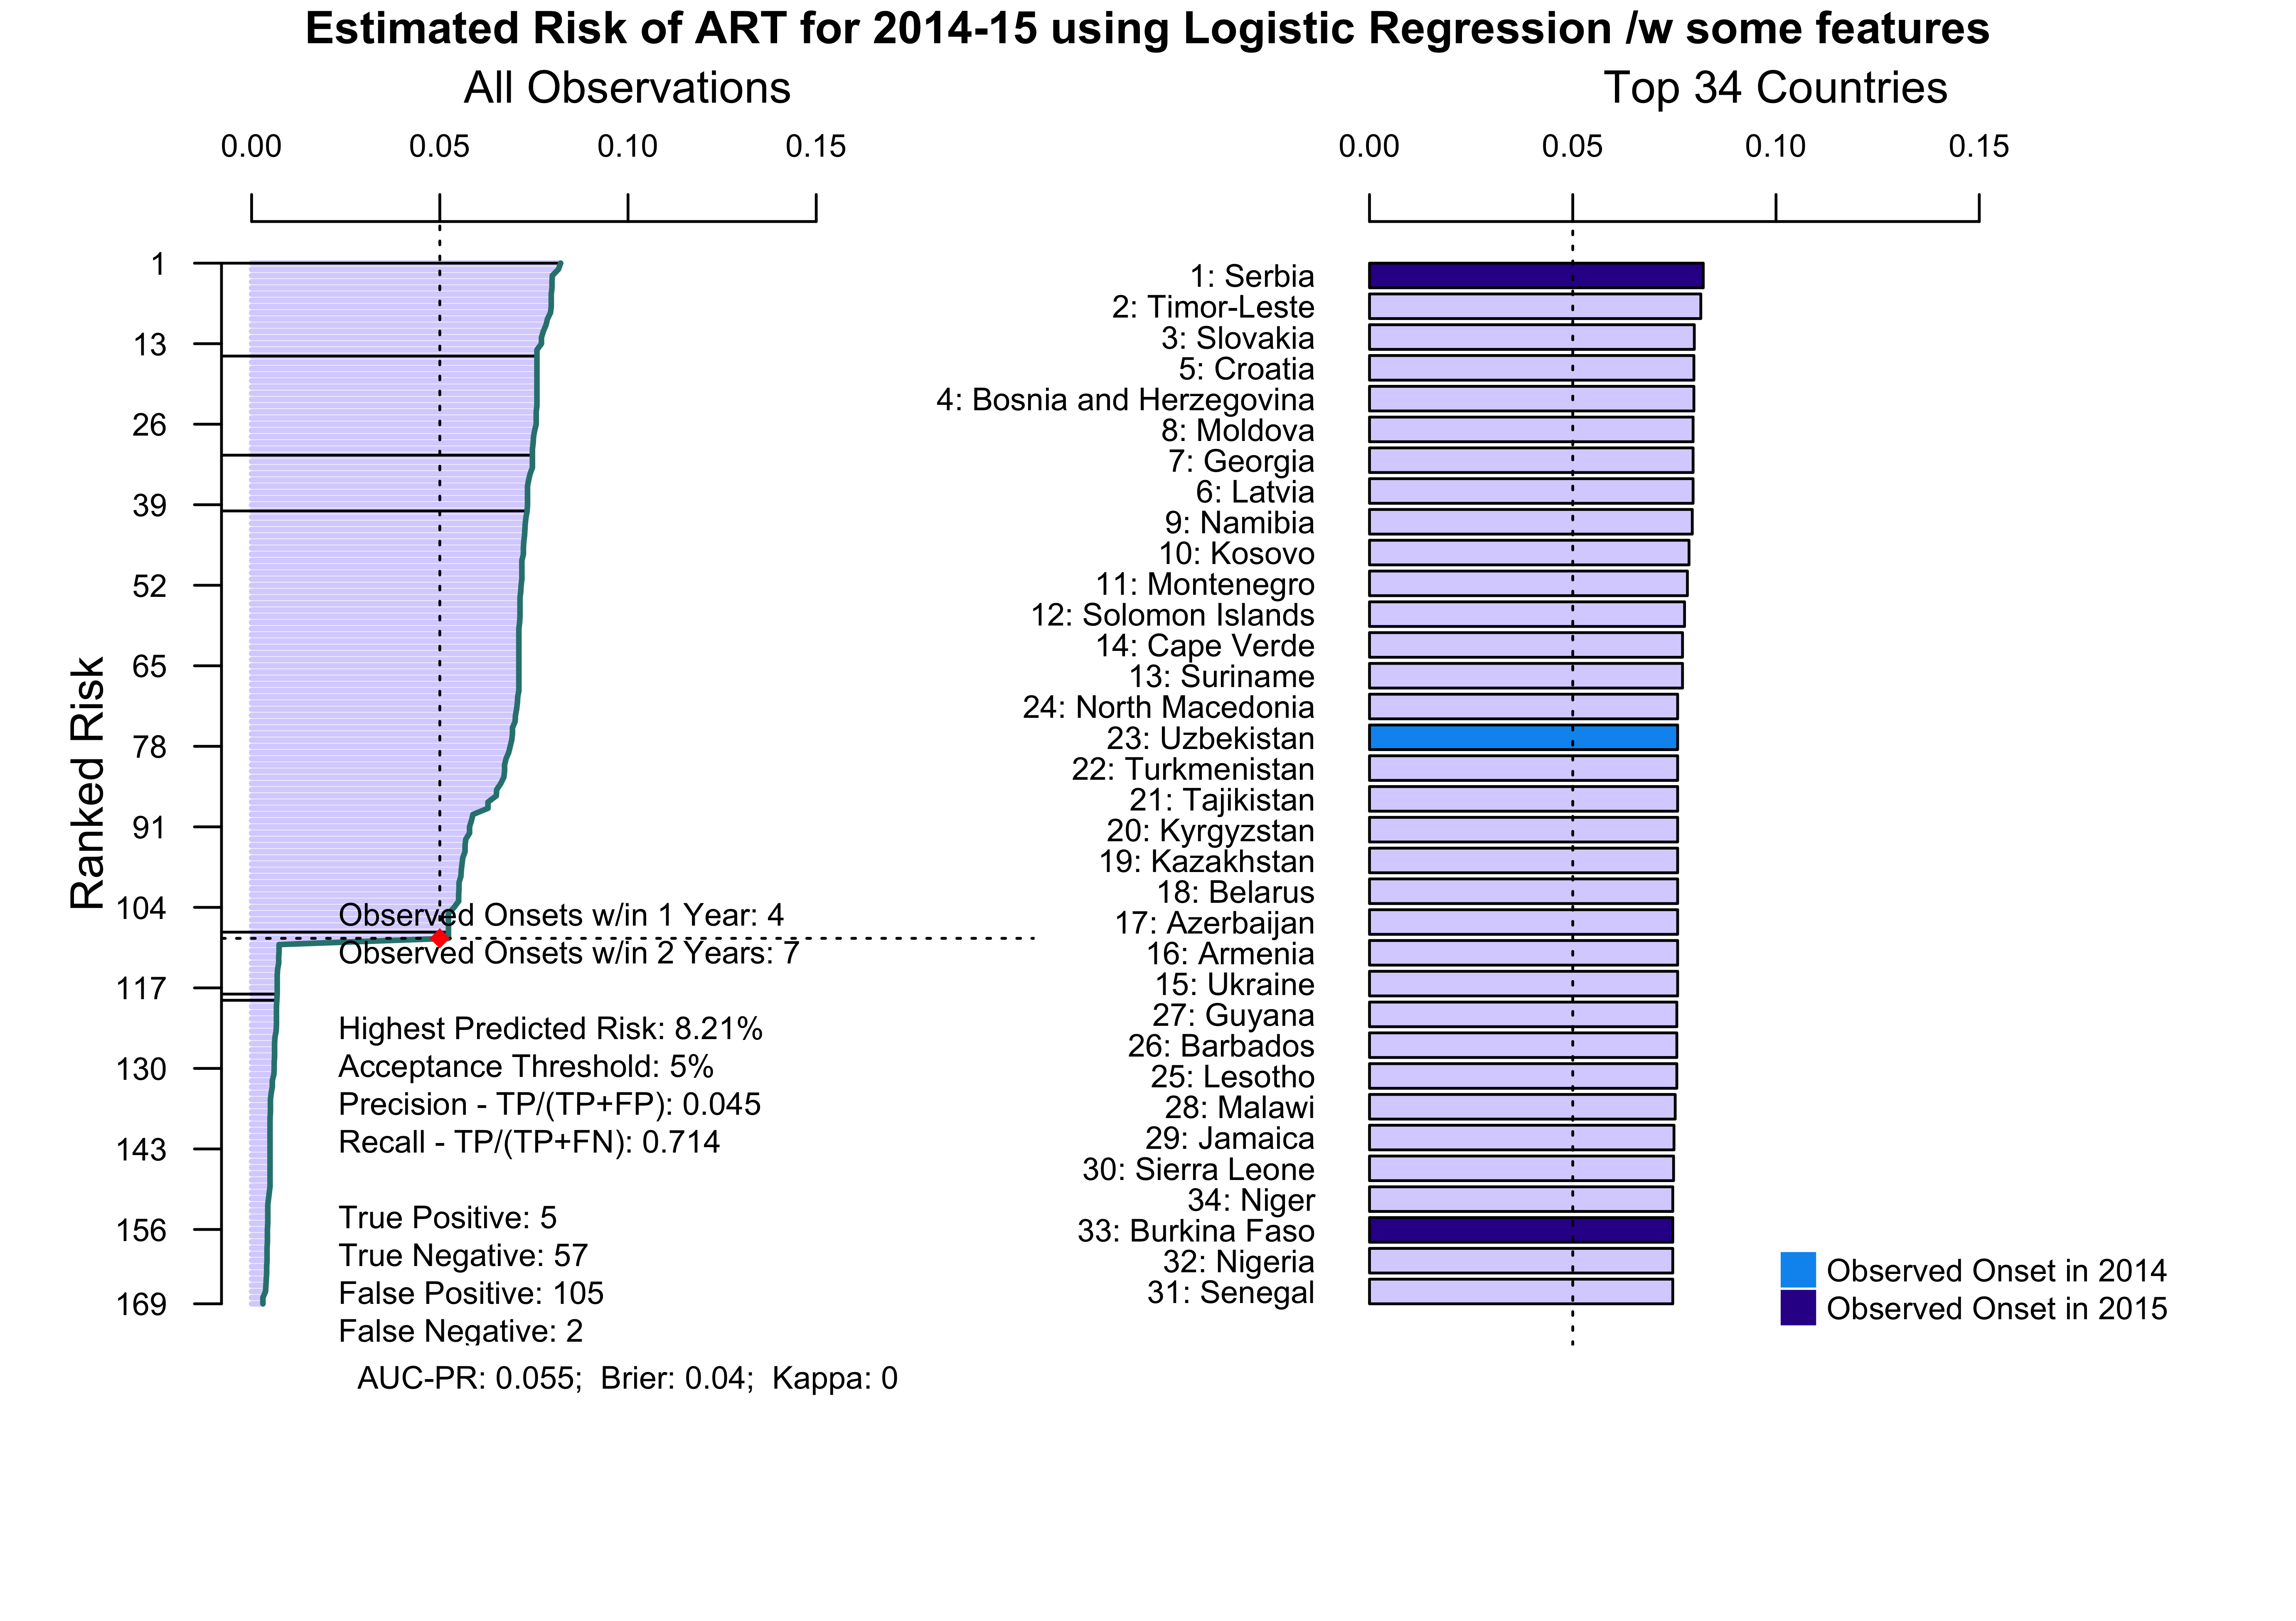 Estimated Risk of ART for 2014-15 using Logistic Regression /w some features
All Observations
0.00 0.05 0.10 0.15
Ranked Risk
1
13
26
39
52
65
78
91
104
117
130
143
156
169
Observed Onsets w/in 1 Year: 4
Observed Onsets w/in 2 Years: 7
Highest Predicted Risk: 8.21%
Acceptance Threshold: 5%
Precision - TP/(TP+FP): 0.045
Recall - TP/(TP+FN): 0.714
True Positive: 5
True Negative: 57
False Positive: 105
False Negative: 2
AUC-PR: 0.055;  Brier: 0.04;  Kappa: 0
Top 34 Countries
0.00 0.05 0.10 0.15
1: Serbia
2: Timor-Leste
3: Slovakia
5: Croatia
4: Bosnia and Herzegovina
8: Moldova
7: Georgia
6: Latvia
9: Namibia
10: Kosovo
11: Montenegro
12: Solomon Islands
14: Cape Verde
13: Suriname
24: North Macedonia
23: Uzbekistan
22: Turkmenistan
21: Tajikistan
20: Kyrgyzstan
19: Kazakhstan
18: Belarus
17: Azerbaijan
16: Armenia
15: Ukraine
27: Guyana
26: Barbados
25: Lesotho
28: Malawi
29: Jamaica
30: Sierra Leone
34: Niger
33: Burkina Faso
32: Nigeria
31: Senegal
Observed Onset in 2014
Observed Onset in 2015